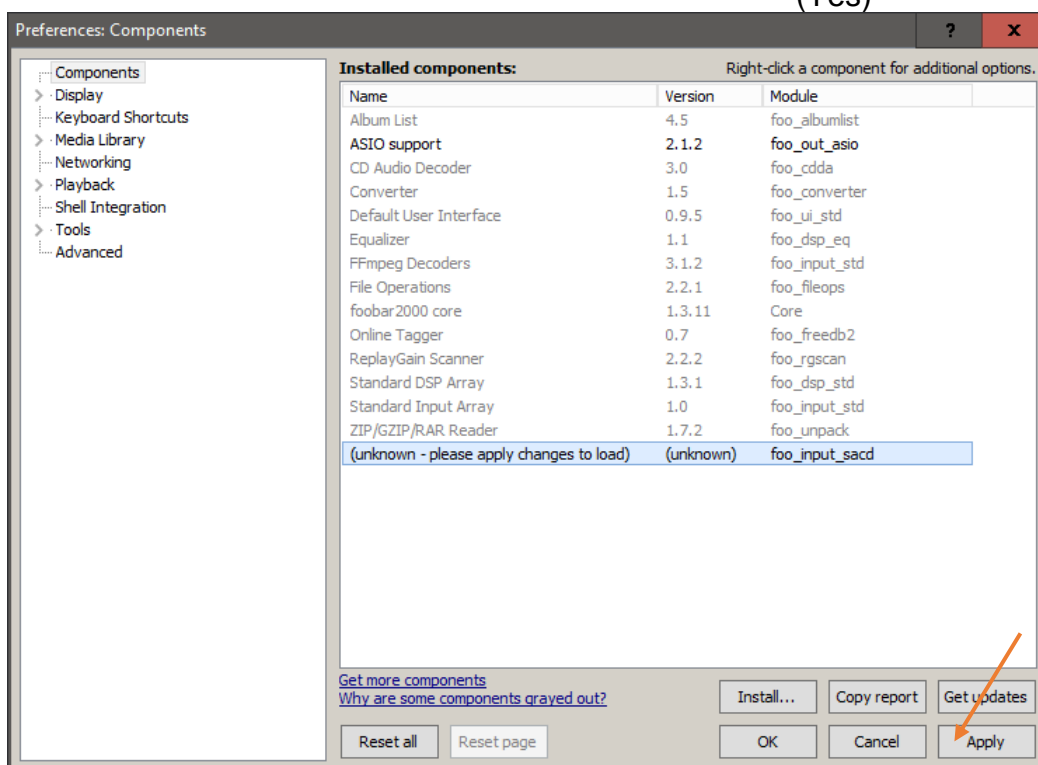 (Yes)
Preferences: Components
? x
Components
Display
Keyboard Shortcuts
Media Library
Networking
Playback
Shell Integration
Tools
Advanced
Installed components: Right-click a component for additional options.
Name Version Module
Album List 4.5 foo_albumlist
ASIO support 2.1.2 foo_out_asio
CD Audio Decoder 3.0 foo_cdda
Converter 1.5 foo_converter
Default User Interface 0.9.5 foo_ui_std
Equalizer 1.1 foo_dsp_eq
FFmpeg Decoders 3.1.2 foo_input_std
File Operations 2.2.1 foo_fileops
foobar2000 core 1.3.11 Core
Online Tagger 0.7 foo_freedb2
ReplayGain Scanner 2.2.2 foo_rgscan
Standard DSP Array 1.3.1 foo_dsp_std
Standard Input Array 1.0 foo_input_std
ZIP/GZIP/RAR Reader 1.7.2 foo_unpack
(unknown - please apply changes to load) (unknown) foo_input_sacd
Get more components
Why are some components grayed out?
Install... Copy report Get updates
Reset all Reset page OK Cancel Apply